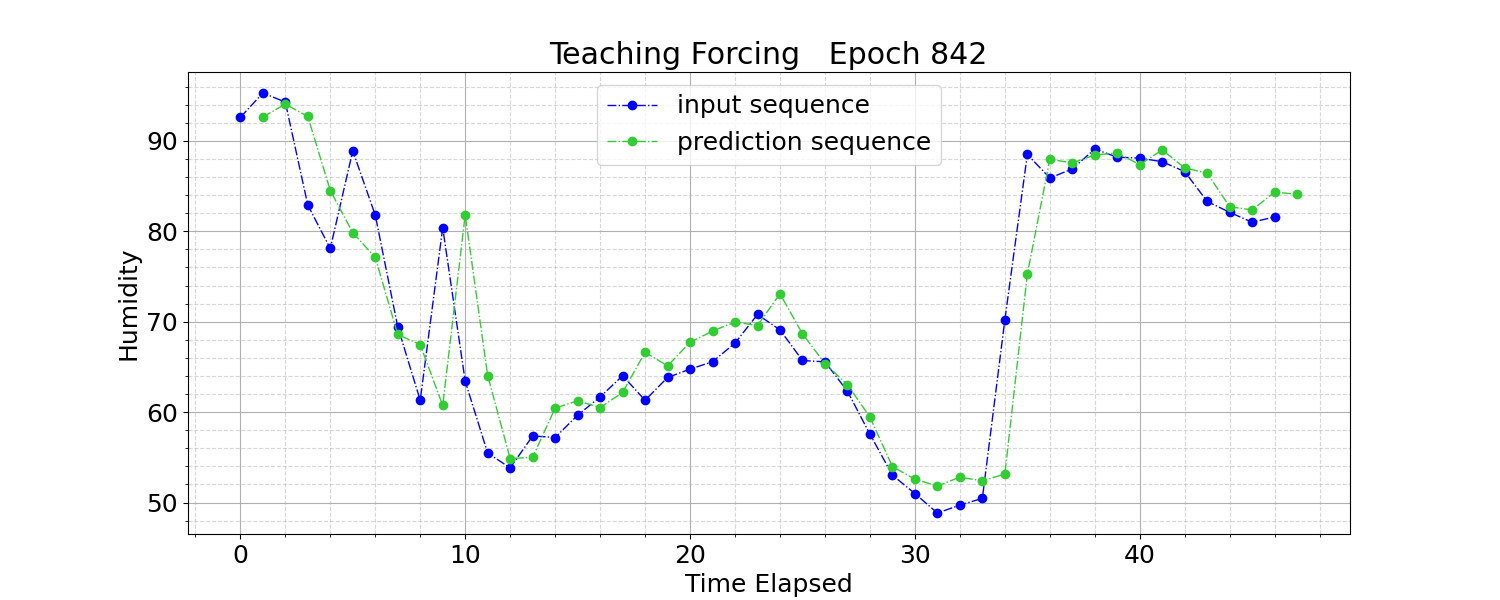 Teaching Forcing   Epoch 842
input sequence
prediction sequence
Humidity
90
80
70
60
50
0 10 20 30 40
Time Elapsed